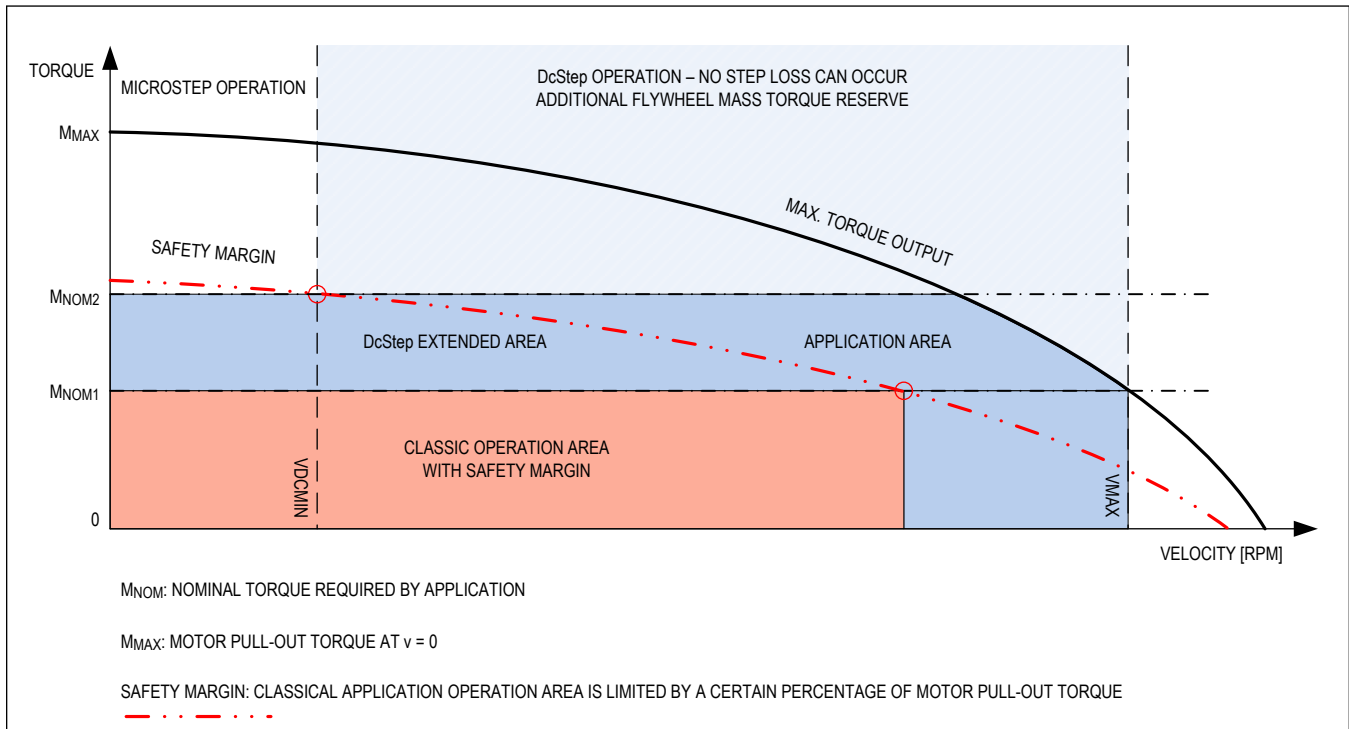 TORQUE
MICROSTEP OPERATION
DcStep OPERATION – NO STEP LOSS CAN OCCUR
ADDITIONAL FLYWHEEL MASS TORQUE RESERVE
MMAX
MAX. TORQUE OUTPUT
SAFETY MARGIN
MNOM2
DcStep EXTENDED AREA
APPLICATION AREA
MNOM1
CLASSIC OPERATION AREA
WITH SAFETY MARGIN
VDCMIN
VMAX
0
VELOCITY [RPM]
MNOM: NOMINAL TORQUE REQUIRED BY APPLICATION
MMAX: MOTOR PULL-OUT TORQUE AT v = 0
SAFETY MARGIN: CLASSICAL APPLICATION OPERATION AREA IS LIMITED BY A CERTAIN PERCENTAGE OF MOTOR PULL-OUT TORQUE